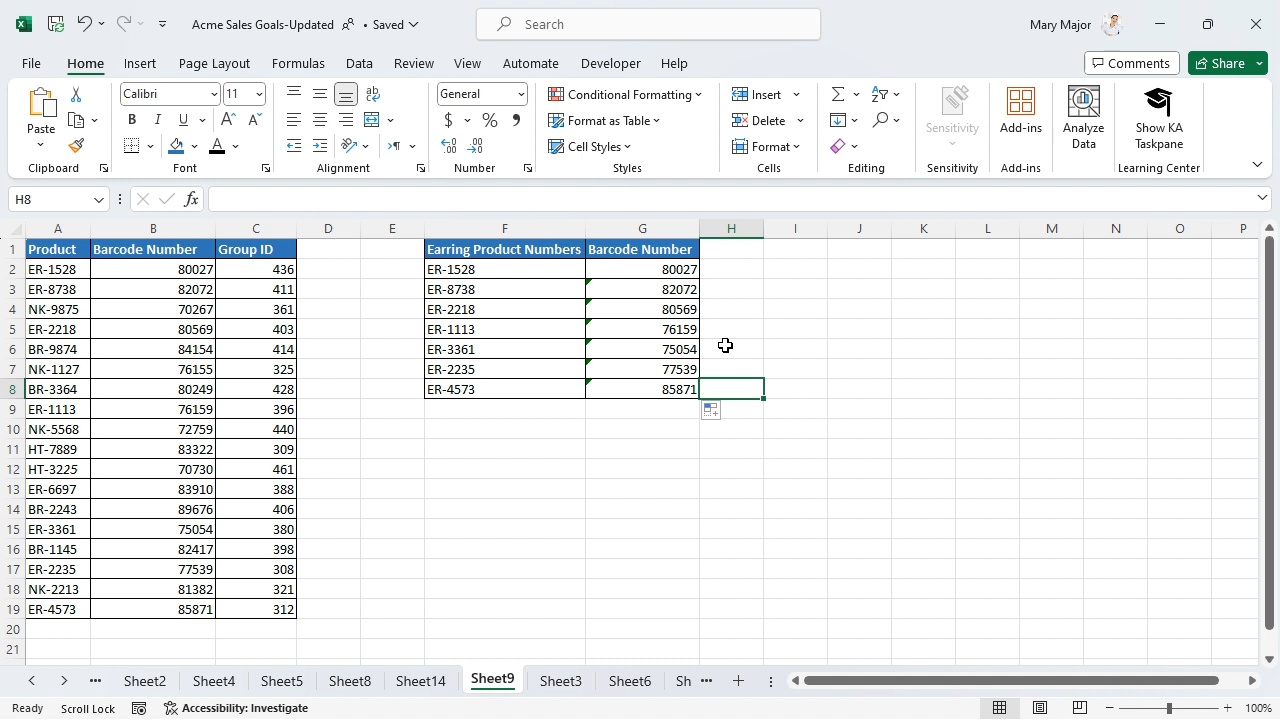 Acme Sales Goals-Updated • Saved
Search
Mary Major
File Home Insert Page Layout Formulas Data Review View Automate Developer Help
Comments
Share
Paste
Clipboard
Calibri 11
B I U A A
A
Font
ab
Alignment
General
$ % ,
Number
Conditional Formatting
Format as Table
Cell Styles
Styles
Insert
Delete
Format
Cells
Editing
Sensitivity
Sensitivity
Add-ins
Add-ins
Analyze
Data
Show KA
Taskpane
Learning Center
H8
fx
A B C D E F G H I J K L M N O P
1 Product Barcode Number Group ID Earring Product Numbers Barcode Number
2 ER-1528 80027 436 ER-1528 80027
3 ER-8738 82072 411 ER-8738 82072
4 NK-9875 70267 361 ER-2218 80569
5 ER-2218 80569 403 ER-1113 76159
6 BR-9874 84154 414 ER-3361 75054
7 NK-1127 76155 325 ER-2235 77539
8 BR-3364 80249 428 ER-4573 85871
9 ER-1113 76159 396
10 NK-5568 72759 440
11 HT-7889 83322 309
12 HT-3225 70730 461
13 ER-6697 83910 388
14 BR-2243 89676 406
15 ER-3361 75054 380
16 BR-1145 82417 398
17 ER-2235 77539 308
18 NK-2213 81382 321
19 ER-4573 85871 312
20
21
Sheet2 Sheet4 Sheet5 Sheet8 Sheet14 Sheet9 Sheet3 Sheet6 Sh
Ready Scroll Lock Accessibility: Investigate 100%